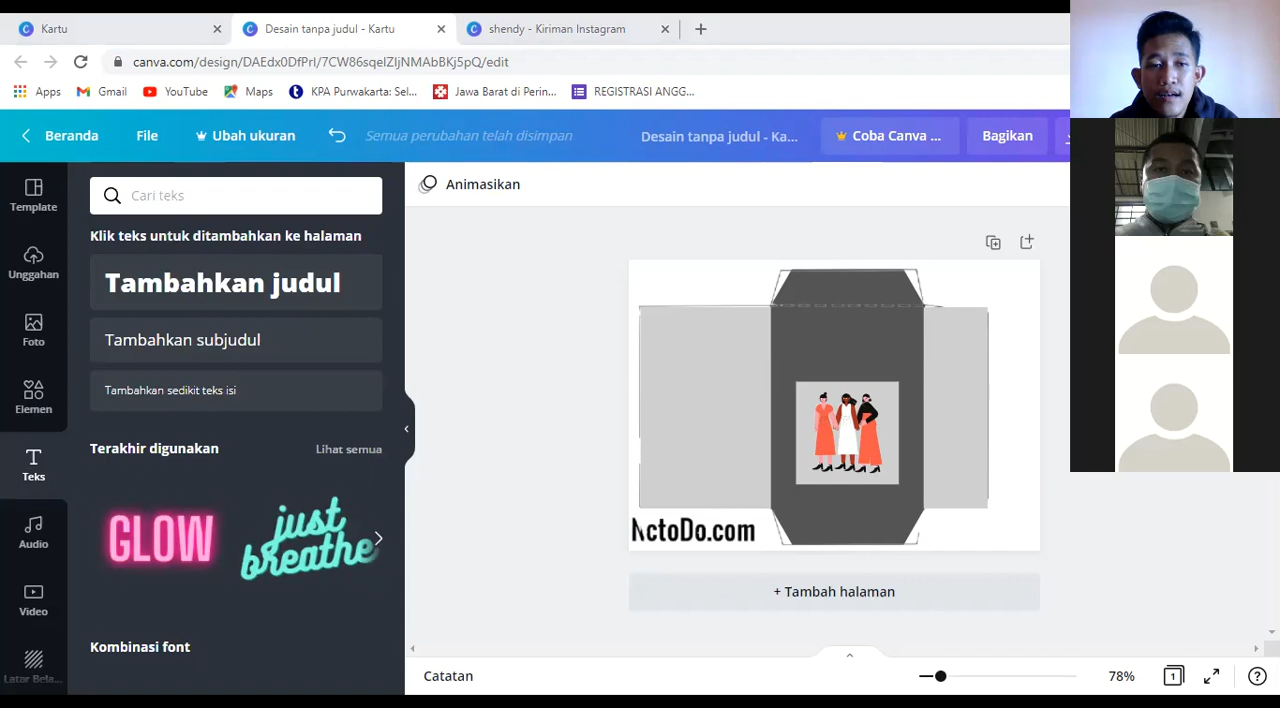 Kartu
Desain tanpa judul - Kartu
shendy - Kiriman Instagram
canva.com/design/DAEdx0DfPrI/7CW86sqelZIjNMAbBKj5pQ/edit
Apps
Gmail
YouTube
Maps
KPA Purwakarta: Sel...
Jawa Barat di Perin...
REGISTRASI ANGG...
Beranda
File
Ubah ukuran
Semua perubahan telah disimpan
Desain tanpa judul - Ka...
Coba Canva ...
Bagikan
Template
Unggahan
Foto
Elemen
Teks
Audio
Video
Latar Bela...
Cari teks
Klik teks untuk ditambahkan ke halaman
Tambahkan judul
Tambahkan subjudul
Tambahkan sedikit teks isi
Terakhir digunakan
Lihat semua
GLOW
just
breathe
Kombinasi font
Animasikan
NctoDo.com
+ Tambah halaman
Catatan
78%
1
?